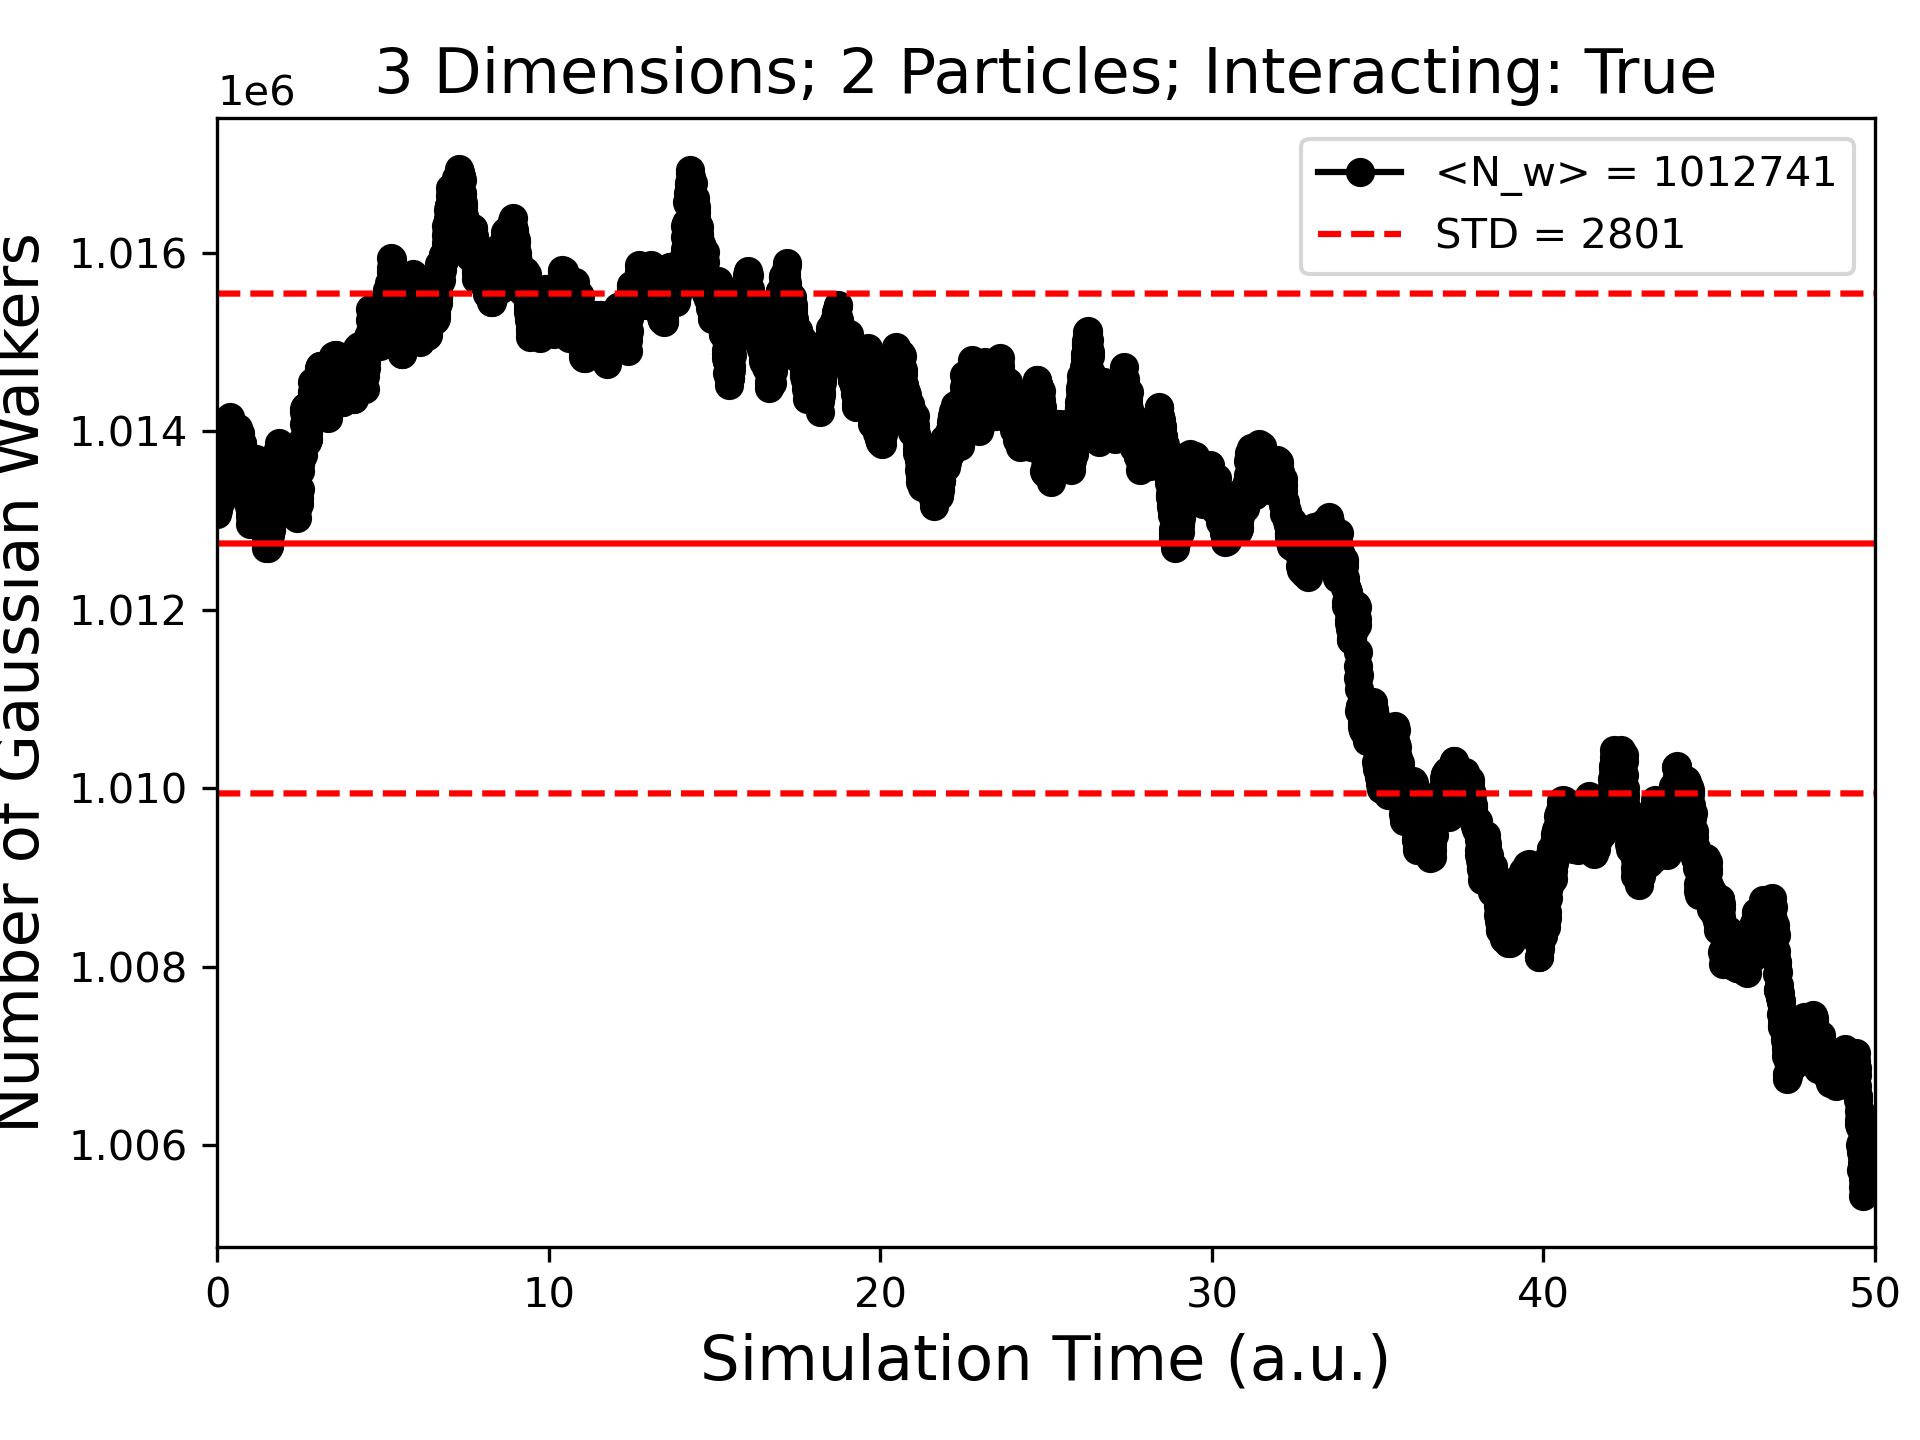 3 Dimensions; 2 Particles; Interacting: True
1e6
<N_w> = 1012741
STD = 2801
Number of Gaussian Walkers
1.016
1.014
1.012
1.010
1.008
1.006
0 10 20 30 40 50
Simulation Time (a.u.)